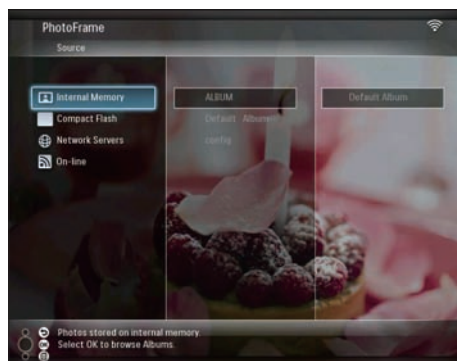 PhotoFrame
Source
Internal Memory
Compact Flash
Network Servers
On-line
ALBUM
Default Album
config
Default Album
Photos stored on internal memory.
Select OK to browse Albums.